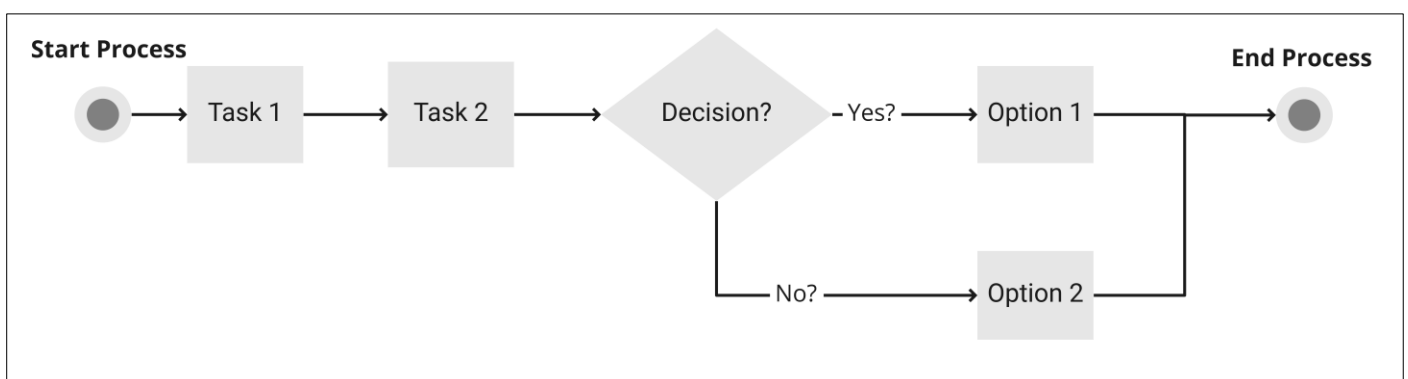 Start Process
End Process
Task 1
Task 2
Decision?
Yes?
Option 1
No?
Option 2